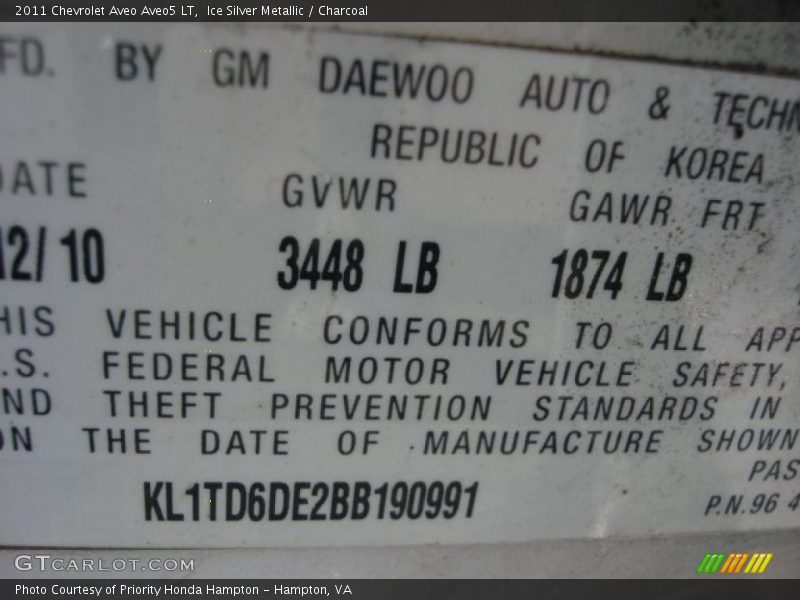 2011 Chevrolet Aveo Aveo5 LT,  Ice Silver Metallic / Charcoal
FD. BY GM DAEWOO AUTO & TECHN
REPUBLIC OF KOREA
DATE GVWR GAWR FRT
12/10 3448 LB 1874 LB
HIS VEHICLE CONFORMS TO ALL APP
.S. FEDERAL MOTOR VEHICLE SAFETY,
ND THEFT PREVENTION STANDARDS IN
ON THE DATE OF MANUFACTURE SHOWN
PAS
KL1TD6DE2BB190991
P.N.96 4
GTCARLOT.COM
Photo Courtesy of Priority Honda Hampton – Hampton, VA